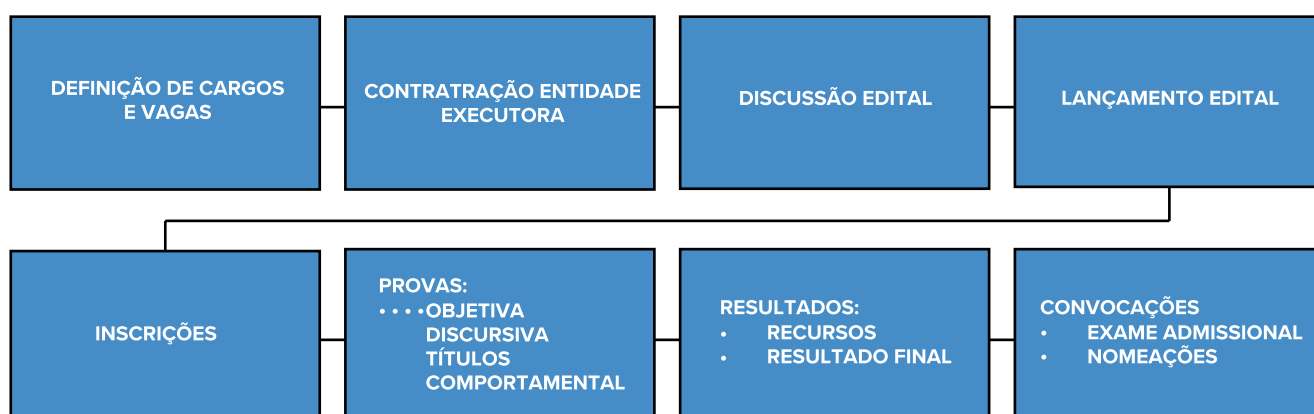 DEFINIÇÃO DE CARGOS
E VAGAS
CONTRATRAÇÃO ENTIDADE
EXECUTORA
DISCUSSÃO EDITAL
LANÇAMENTO EDITAL
INSCRIÇÕES
PROVAS:
• • • •OBJETIVA
DISCURSIVA
TÍTULOS
COMPORTAMENTAL
RESULTADOS:
• RECURSOS
• RESULTADO FINAL
CONVOCAÇÕES
• EXAME ADMISSIONAL
• NOMEAÇÕES